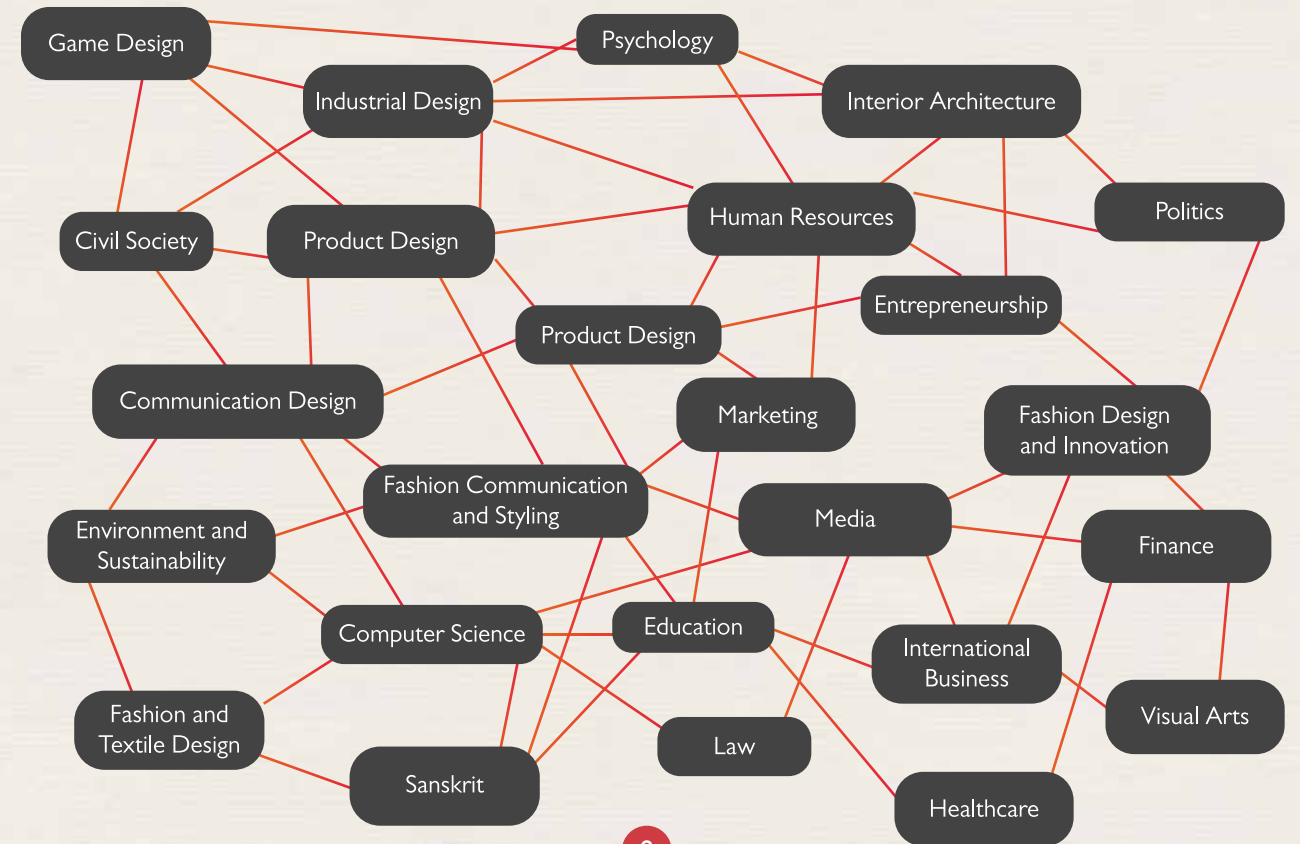 Game Design
Psychology
Industrial Design
Interior Architecture
Politics
Human Resources
Civil Society
Product Design
Entrepreneurship
Product Design
Communication Design
Marketing
Fashion Design
and Innovation
Fashion Communication
and Styling
Media
Environment and
Sustainability
Finance
Computer Science
Education
International
Business
Fashion and
Textile Design
Visual Arts
Law
Sanskrit
Healthcare